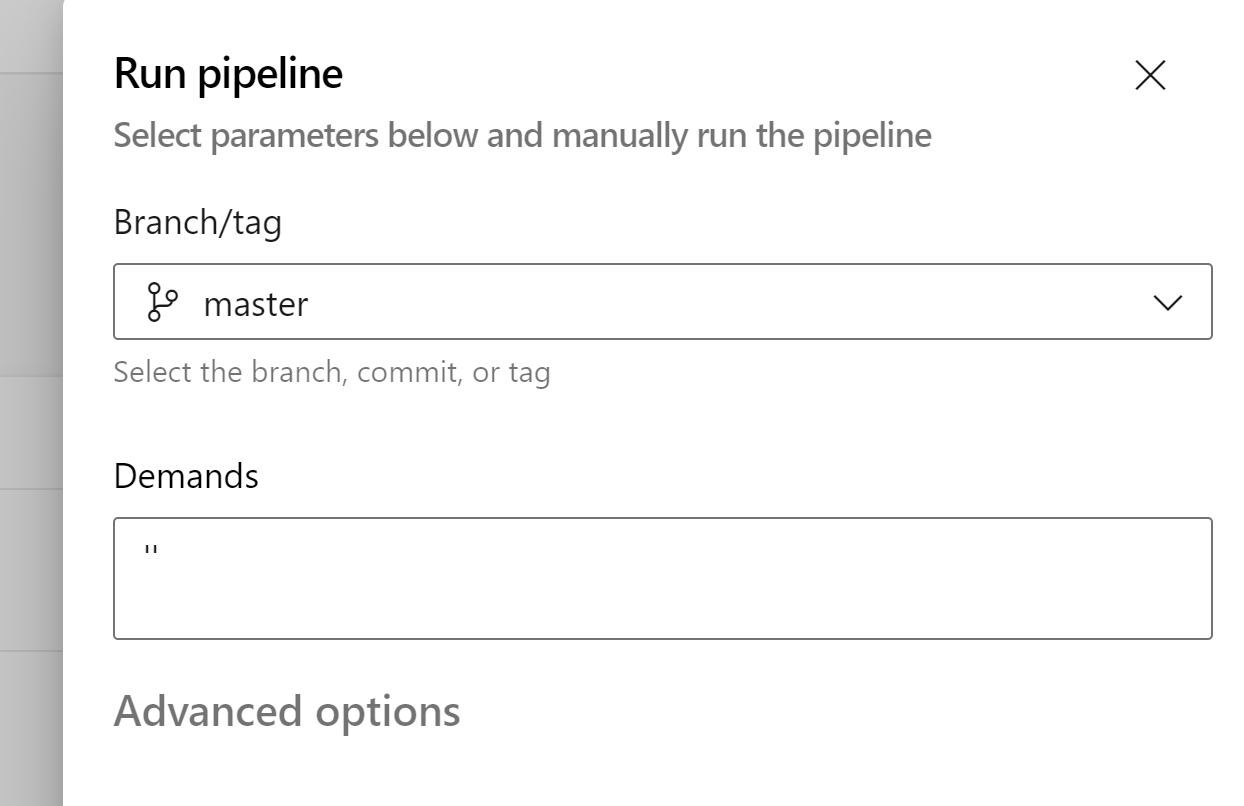 Run pipeline
Select parameters below and manually run the pipeline
Branch/tag
master
Select the branch, commit, or tag
Demands
''
Advanced options